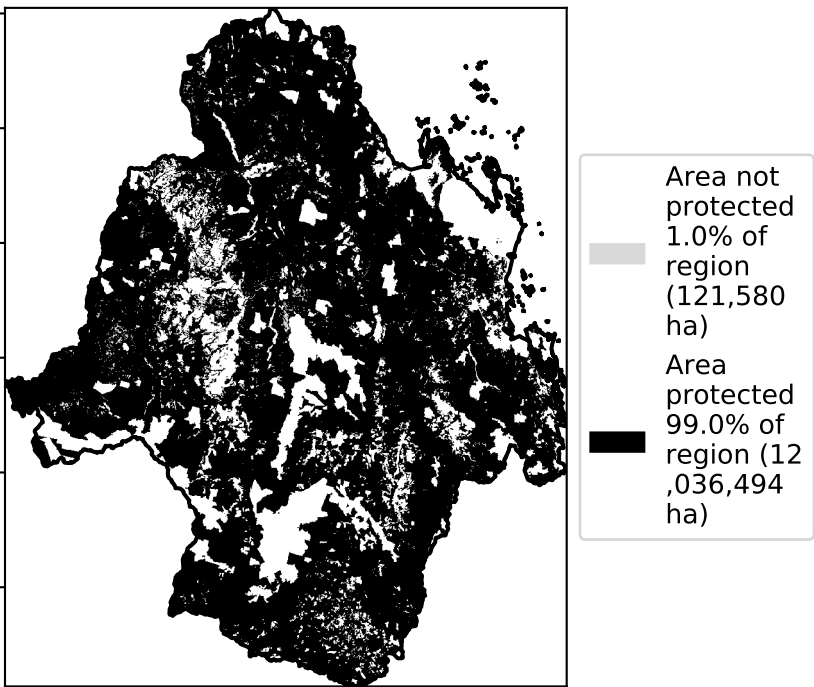 Area not
protected
1.0% of
region
(121,580
ha)
Area
protected
99.0% of
region (12
,036,494
ha)